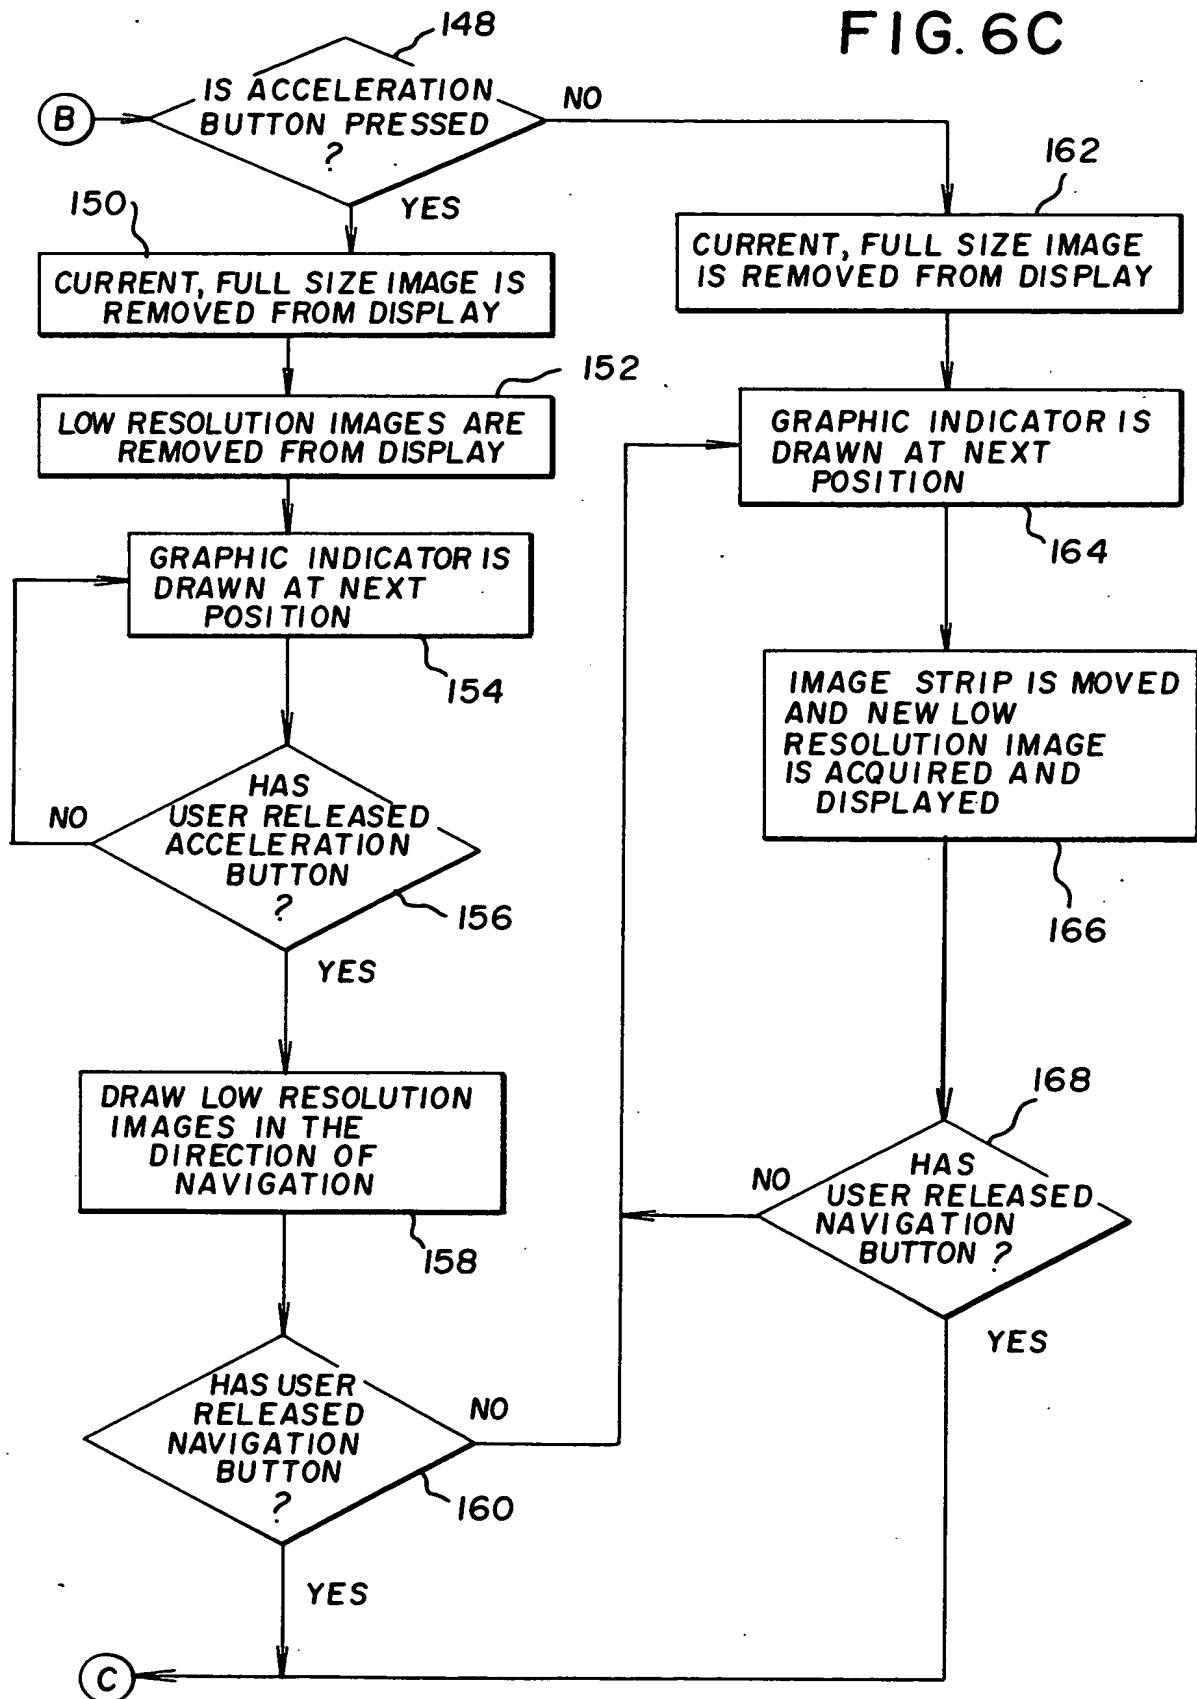 FIG. 6C
148
B
IS ACCELERATION
BUTTON PRESSED
?
NO
YES
150
CURRENT, FULL SIZE IMAGE IS
REMOVED FROM DISPLAY
152
LOW RESOLUTION IMAGES ARE
REMOVED FROM DISPLAY
GRAPHIC INDICATOR IS
DRAWN AT NEXT
POSITION
154
HAS
USER RELEASED
ACCELERATION
BUTTON
?
NO
156
YES
DRAW LOW RESOLUTION
IMAGES IN THE
DIRECTION OF
NAVIGATION
158
HAS USER
RELEASED
NAVIGATION
BUTTON
?
NO
160
YES
C
162
CURRENT, FULL SIZE IMAGE
IS REMOVED FROM DISPLAY
GRAPHIC INDICATOR IS
DRAWN AT NEXT
POSITION
164
IMAGE STRIP IS MOVED
AND NEW LOW
RESOLUTION IMAGE
IS ACQUIRED AND
DISPLAYED
166
168
HAS
USER RELEASED
NAVIGATION
BUTTON ?
NO
YES